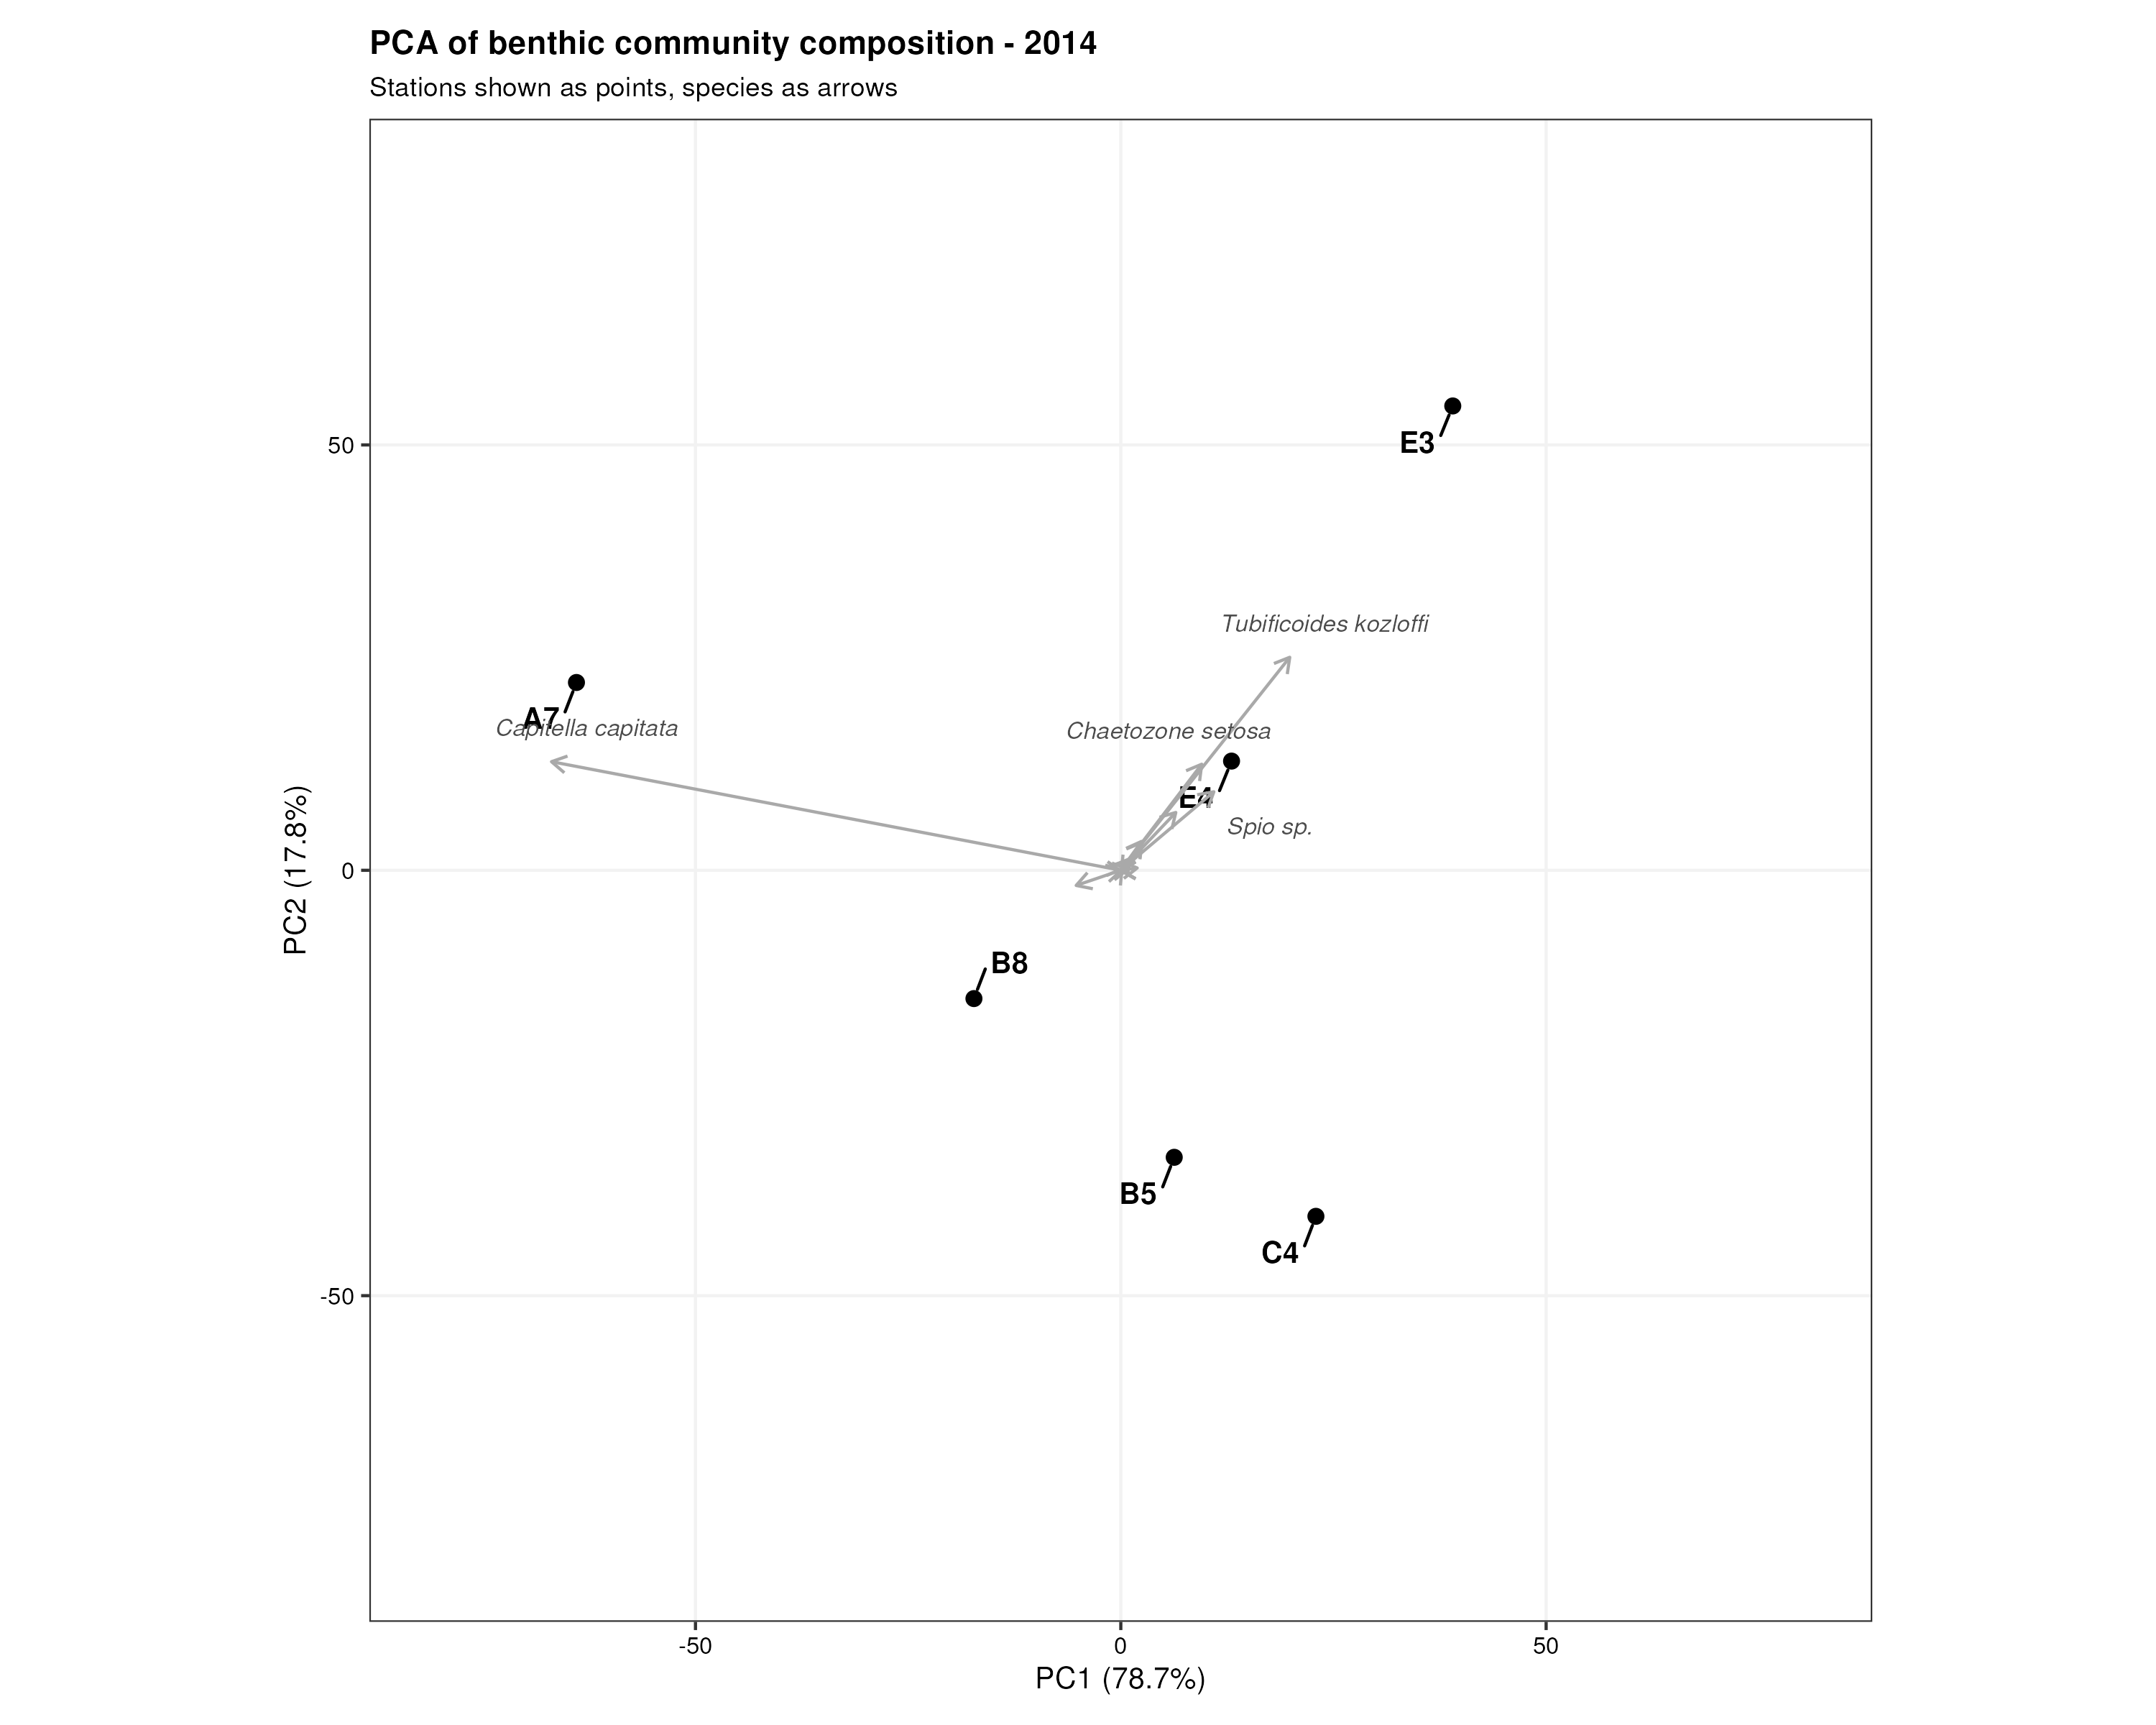 PCA of benthic community composition - 2014
Stations shown as points, species as arrows
50
E3
Tubificoides kozloffi
A7
Capitella capitata
Chaetozone setosa
E4
Spio sp.
0
B8
B5
C4
-50
-50
0
50
PC1 (78.7%)
PC2 (17.8%)